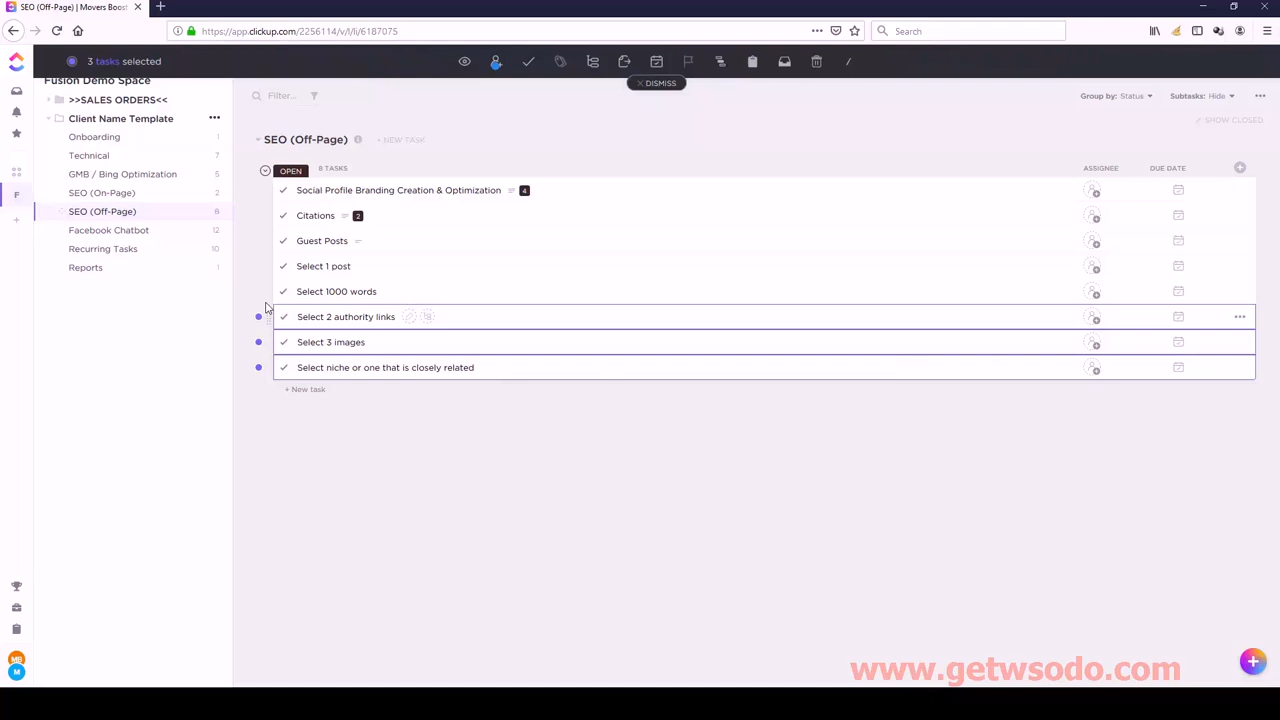 SEO (Off-Page) | Movers Boost
https://app.clickup.com/2256114/v/l/li/6187075
Search
3 tasks selected
DISMISS
Fusion Demo Space
>>SALES ORDERS<<
Client Name Template
Onboarding 1
Technical 7
GMB / Bing Optimization 5
SEO (On-Page) 2
SEO (Off-Page) 8
Facebook Chatbot 12
Recurring Tasks 10
Reports 1
F
MB
M
Filter...
Group by: Status
Subtasks: Hide
SHOW CLOSED
SEO (Off-Page)
+ NEW TASK
OPEN
8 TASKS
ASSIGNEE
DUE DATE
Social Profile Branding Creation & Optimization 4
Citations 2
Guest Posts
Select 1 post
Select 1000 words
Select 2 authority links
Select 3 images
Select niche or one that is closely related
+ New task
www.getwsodo.com